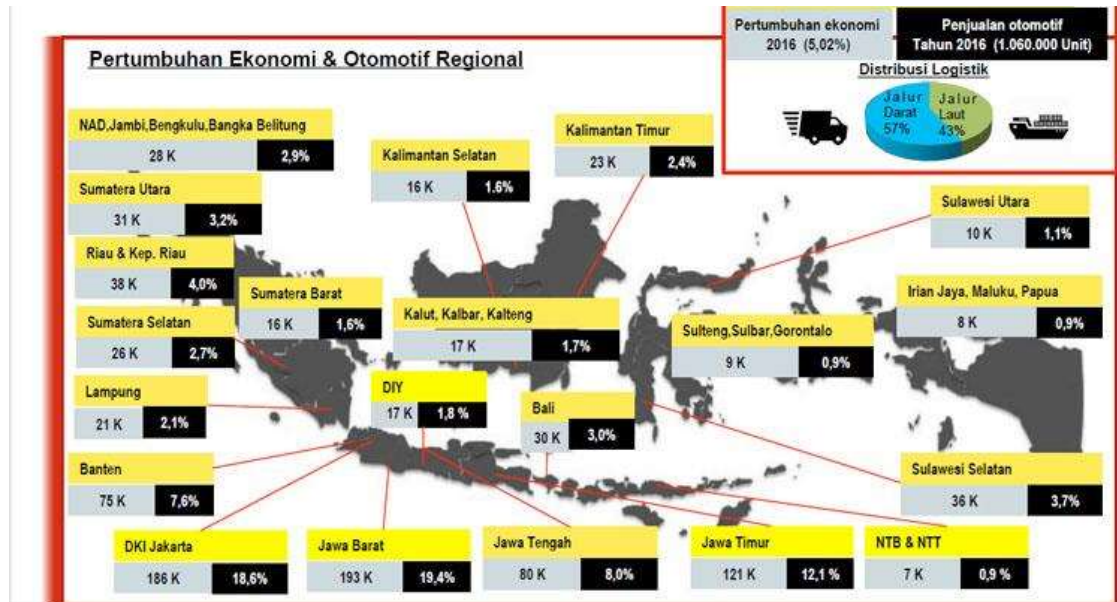 Pertumbuhan ekonomi
2016 (5,02%)
Penjualan otomotif
Tahun 2016 (1.060.000 Unit)
Distribusi Logistik
Jalur
Darat
57%
Jalur
Laut
43%
Pertumbuhan Ekonomi & Otomotif Regional
NAD,Jambi,Bengkulu,Bangka Belitung
28 K 2,9%
Kalimantan Selatan
16 K 1.6%
Kalimantan Timur
23 K 2,4%
Sumatera Utara
31 K 3,2%
Sulawesi Utara
10 K 1,1%
Riau & Kep. Riau
38 K 4,0%
Sumatera Barat
16 K 1,6%
Kalut, Kalbar, Kalteng
17 K 1,7%
Sulteng,Sulbar,Gorontalo
9 K 0,9%
Irian Jaya, Maluku, Papua
8 K 0,9%
Sumatera Selatan
26 K 2,7%
Lampung
21 K 2,1%
DIY
17 K 1,8 %
Bali
30 K 3,0%
Banten
75 K 7,6%
Sulawesi Selatan
36 K 3,7%
DKI Jakarta
186 K 18,6%
Jawa Barat
193 K 19,4%
Jawa Tengah
80 K 8,0%
Jawa Timur
121 K 12,1 %
NTB & NTT
7 K 0,9 %